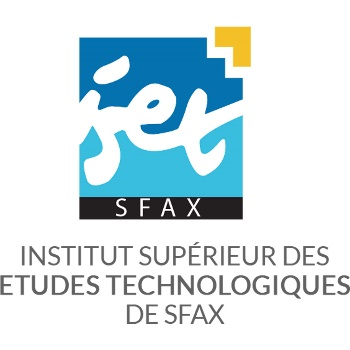 iset
SFAX
INSTITUT SUPÉRIEUR DES
ETUDES TECHNOLOGIQUES
DE SFAX